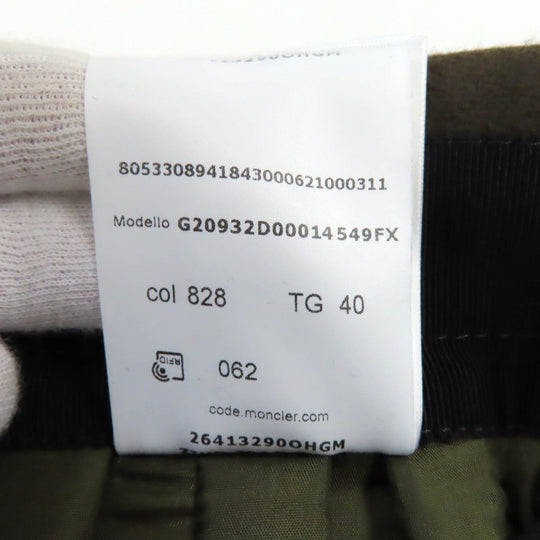 8053308941843000621000311
Modello G20932D00014549FX
col 828 TG 40
RFID 062
code.moncler.com
26413290OHGM